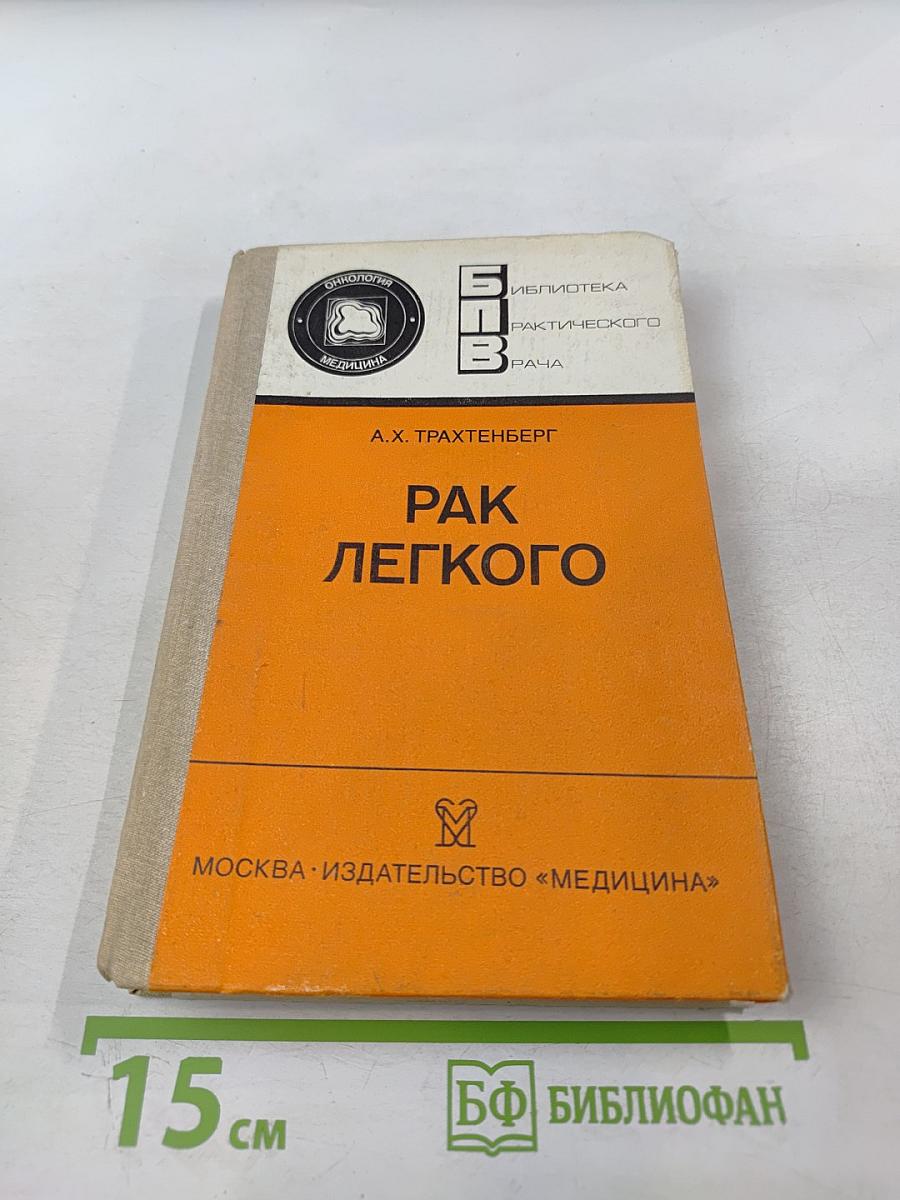 ОНКОЛОГИЯ
МЕДИЦИНА
БИБЛИОТЕКА
ПРАКТИЧЕСКОГО
ВРАЧА
А.Х. ТРАХТЕНБЕРГ
РАК
ЛЕГКОГО
МОСКВА · ИЗДАТЕЛЬСТВО «МЕДИЦИНА»
15 см
БФ БИБЛИОФАН